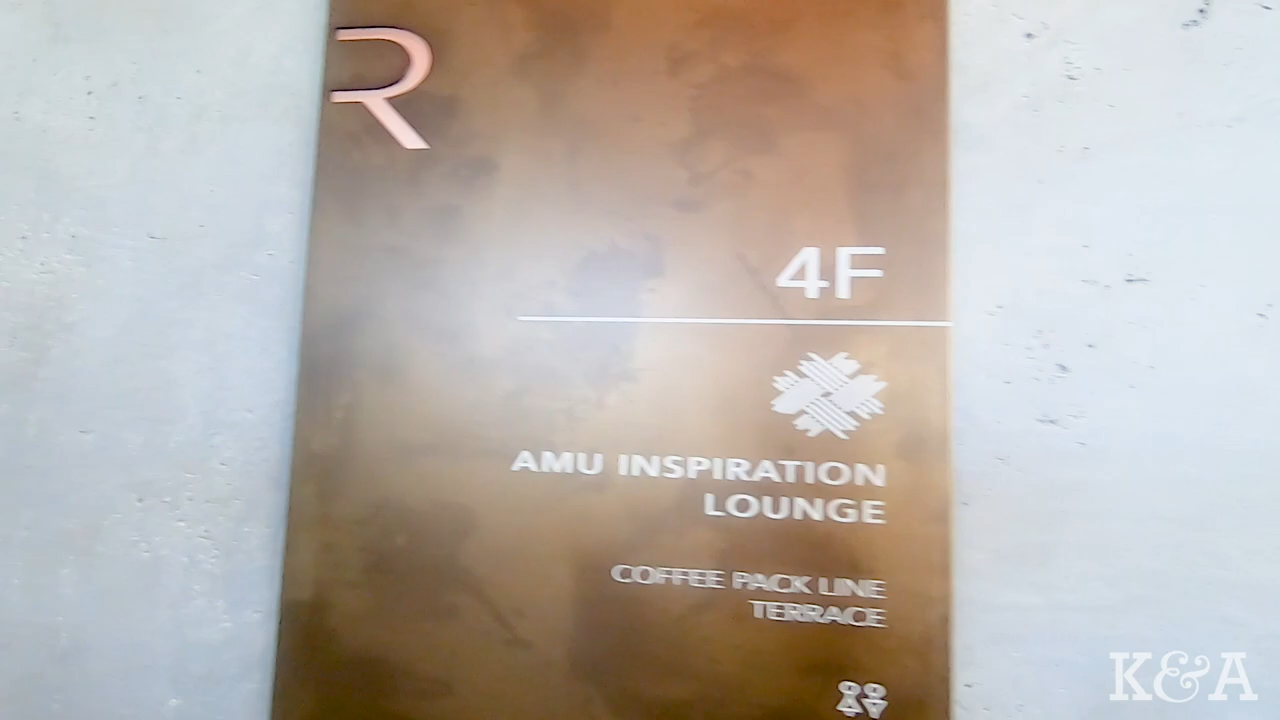 R
4F
AMU INSPIRATION
LOUNGE
COFFEE PACK LINE
TERRACE
K&A